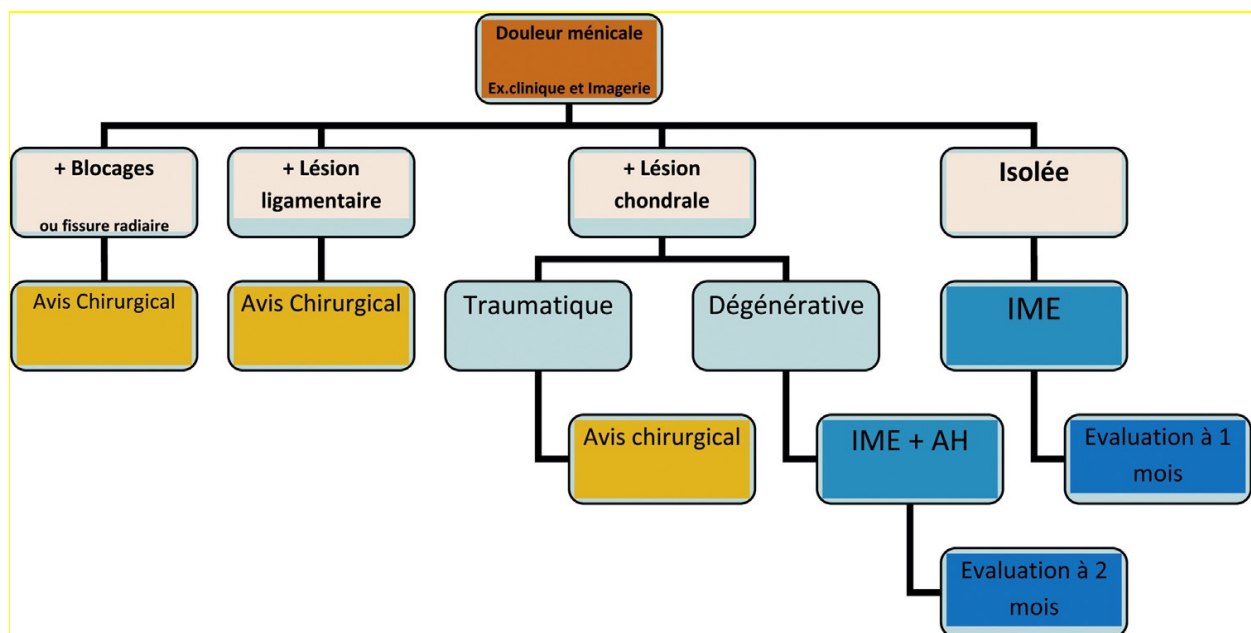 Douleur ménicale
Ex.clinique et Imagerie
+ Blocages
ou fissure radiaire
+ Lésion
ligamentaire
+ Lésion
chondrale
Isolée
Avis Chirurgical
Avis Chirurgical
Traumatique
Dégénérative
IME
Avis chirurgical
IME + AH
Evaluation à 1
mois
Evaluation à 2
mois